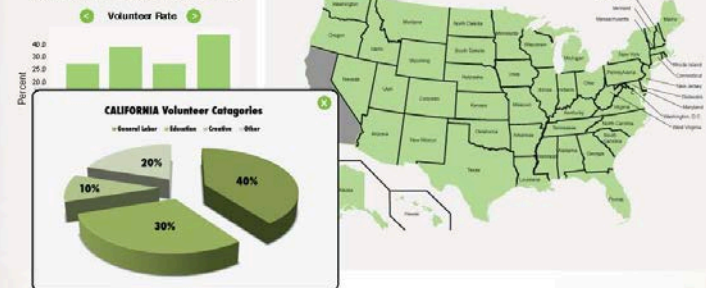 Volunteer Rate
Percent
40.0
30.0
25.0
20.0
CALIFORNIA Volunteer Catagories
General Labor Education Creative Other
20%
40%
10%
30%
Washington
Oregon
Idaho
Montana
Wyoming
Nevada
Utah
Colorado
Arizona
New Mexico
North Dakota
South Dakota
Nebraska
Kansas
Oklahoma
Texas
Minnesota
Iowa
Missouri
Arkansas
Louisiana
Wisconsin
Michigan
Illinois
Indiana
Ohio
Kentucky
Tennessee
Alabama
Georgia
Florida
South Carolina
North Carolina
Virginia
Pennsylvania
New York
Maine
Vermont
Massachusetts
Rhode Island
Connecticut
New Jersey
Delaware
Maryland
Washington, D.C.
West Virginia
Alaska
Hawaii